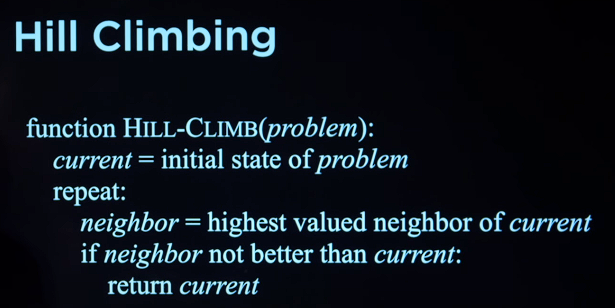 Hill Climbing
function HILL-CLIMB(problem):
current = initial state of problem
repeat:
neighbor = highest valued neighbor of current
if neighbor not better than current:
return current